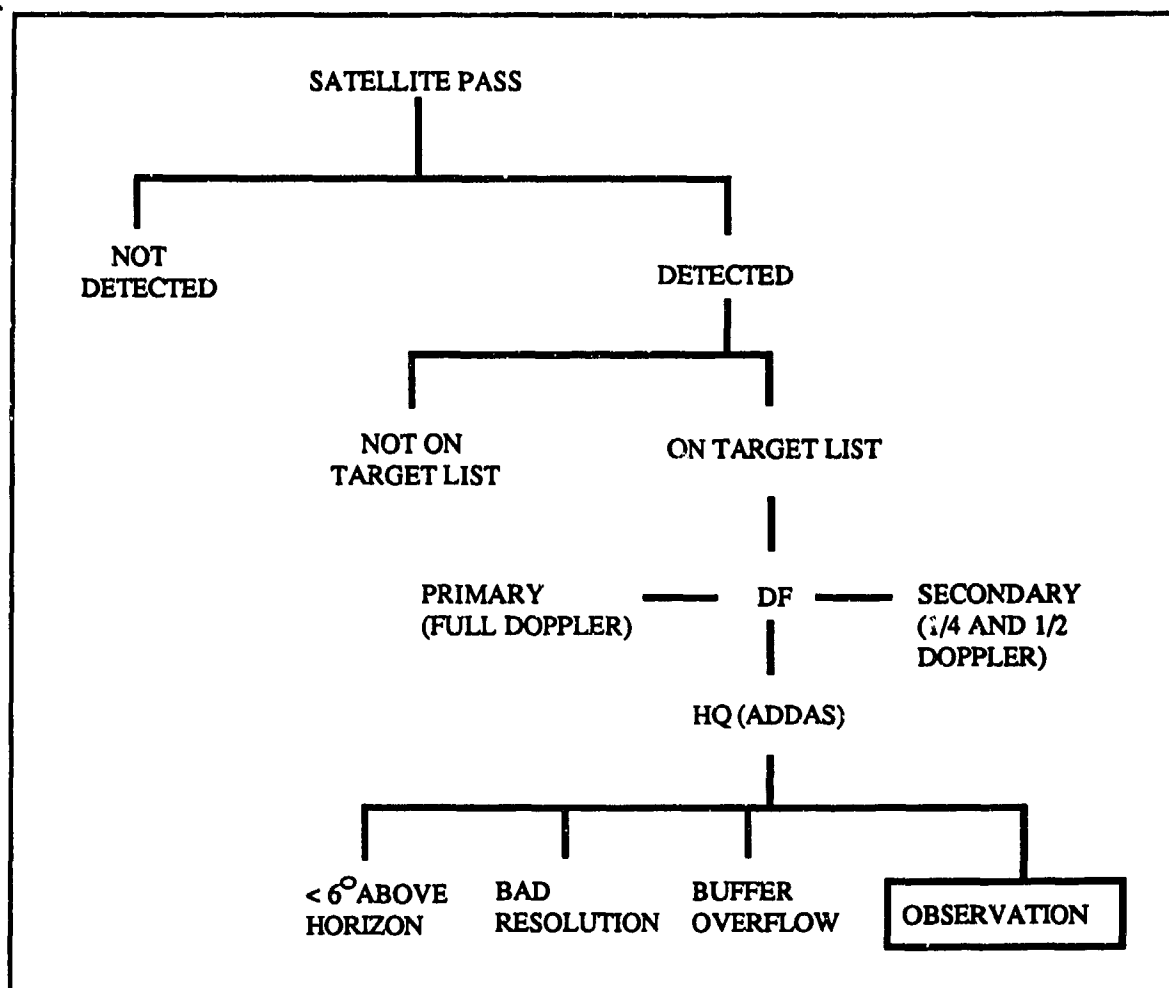 SATELLITE PASS
NOT
DETECTED
DETECTED
NOT ON
TARGET LIST
ON TARGET LIST
PRIMARY
(FULL DOPPLER)
DF
SECONDARY
(1/4 AND 1/2
DOPPLER)
HQ (ADDAS)
< 6° ABOVE
HORIZON
BAD
RESOLUTION
BUFFER
OVERFLOW
OBSERVATION